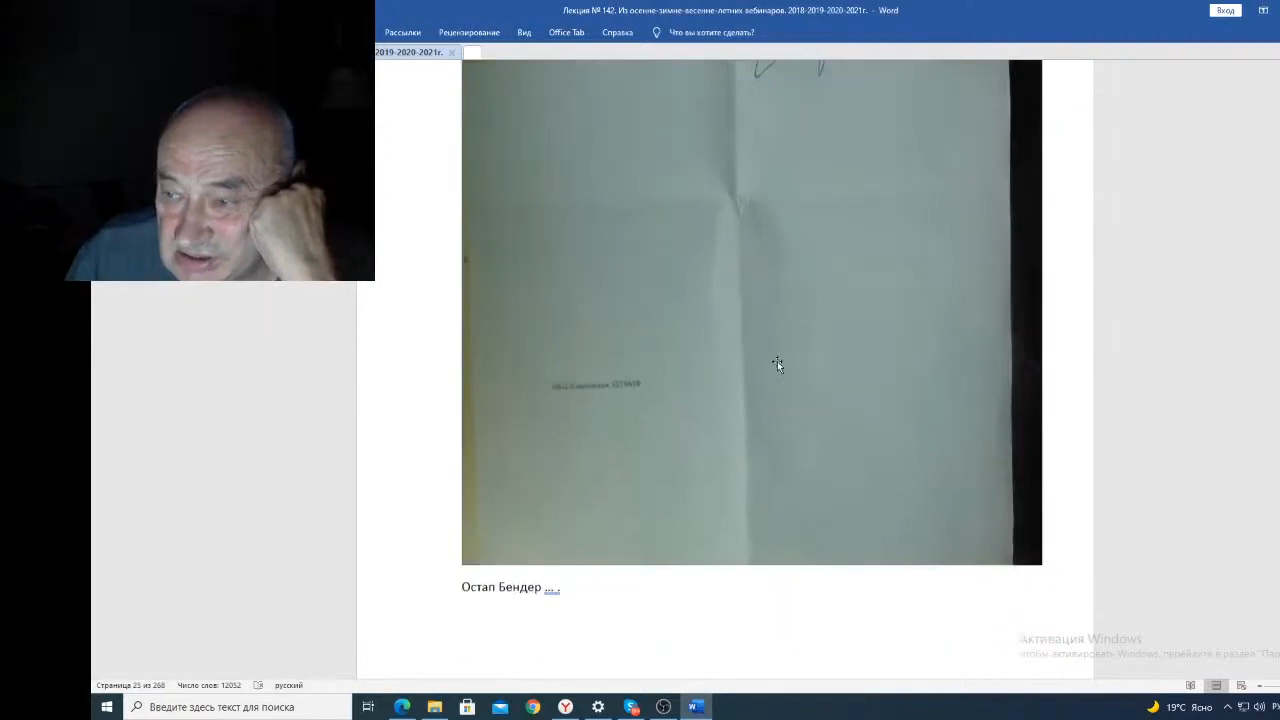 Лекция № 142. Из осенне-зимне-весенне-летних вебинаров. 2018-2019-2020-2021г. - Word
Вход
Рассылки Рецензирование Вид Office Tab Справка Что вы хотите сделать?
2019-2020-2021г.
Остап Бендер ... .
Активация Windows
Чтобы активировать Windows, перейдите в раздел "Пар
Страница 25 из 268 Число слов: 12052 русский
Введите здесь текст для поиска
19°C Ясно